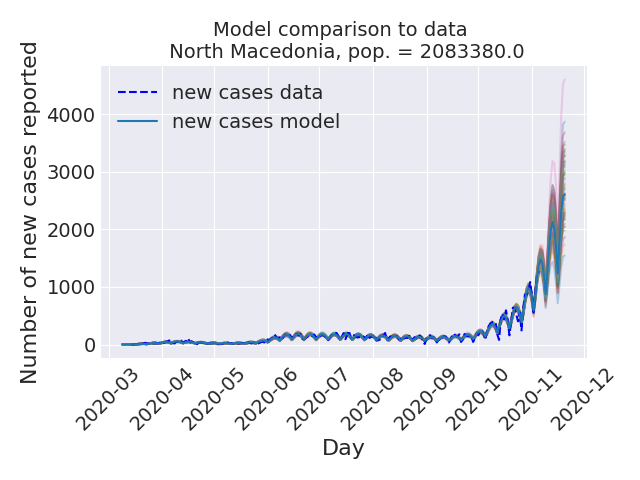 Model comparison to data
North Macedonia, pop. = 2083380.0
Number of new cases reported
new cases data
new cases model
4000
3000
2000
1000
0
2020-03
2020-04
2020-05
2020-06
2020-07
2020-08
2020-09
2020-10
2020-11
2020-12
Day